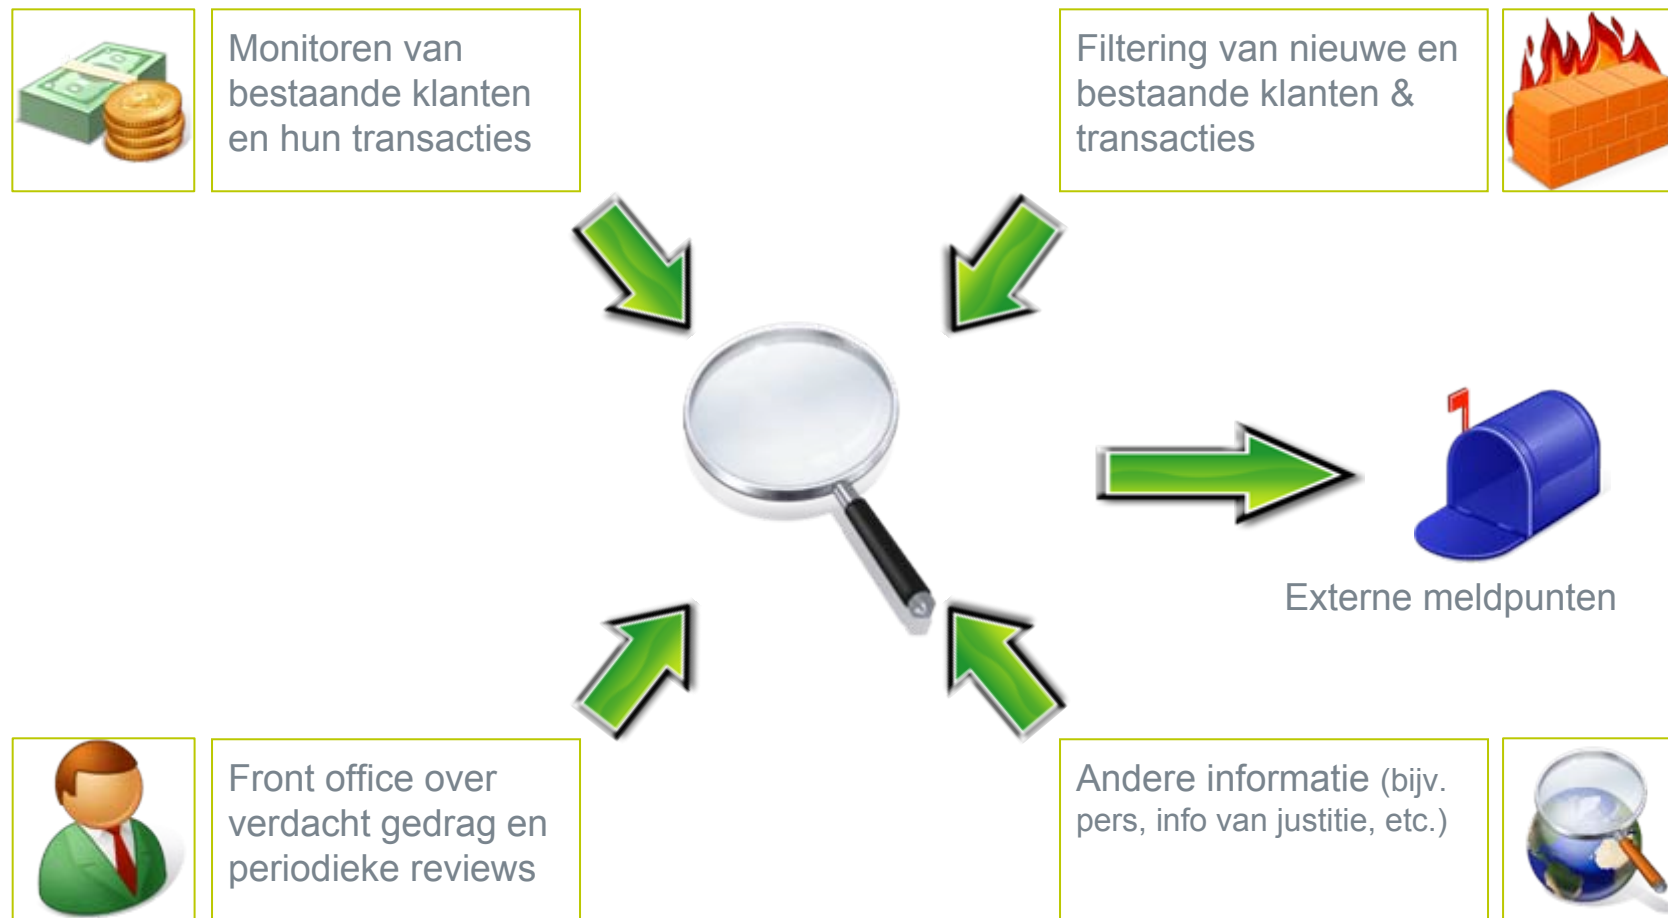 Monitoren van
bestaande klanten
en hun transacties
Filtering van nieuwe en
bestaande klanten &
transacties
Externe meldpunten
Front office over
verdacht gedrag en
periodieke reviews
Andere informatie (bijv.
pers, info van justitie, etc.)